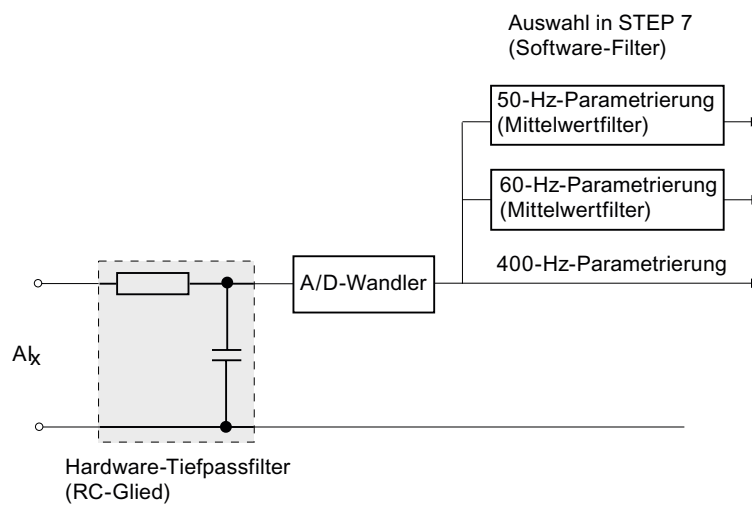 Auswahl in STEP 7
(Software-Filter)
50-Hz-Parametrierung
(Mittelwertfilter)
60-Hz-Parametrierung
(Mittelwertfilter)
400-Hz-Parametrierung
A/D-Wandler
AIx
Hardware-Tiefpassfilter
(RC-Glied)